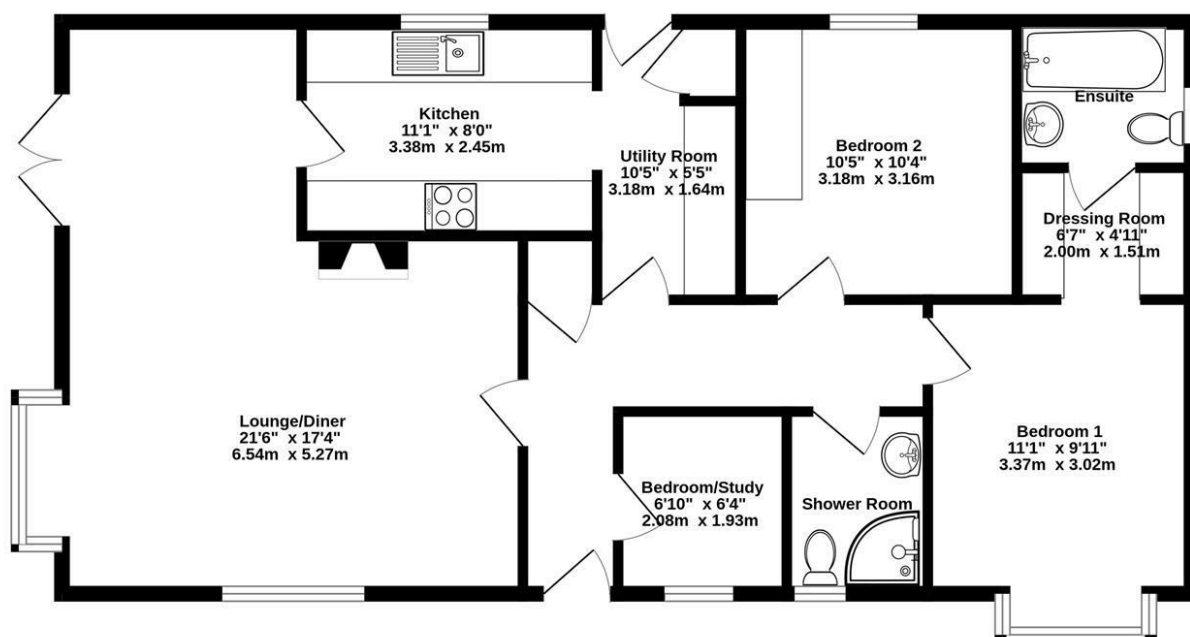 Kitchen
11'1" x 8'0"
3.38m x 2.45m
Utility Room
10'5" x 5'5"
3.18m x 1.64m
Bedroom 2
10'5" x 10'4"
3.18m x 3.16m
Ensuite
Dressing Room
6'7" x 4'11"
2.00m x 1.51m
Lounge/Diner
21'6" x 17'4"
6.54m x 5.27m
Bedroom/Study
6'10" x 6'4"
2.08m x 1.93m
Shower Room
Bedroom 1
11'1" x 9'11"
3.37m x 3.02m